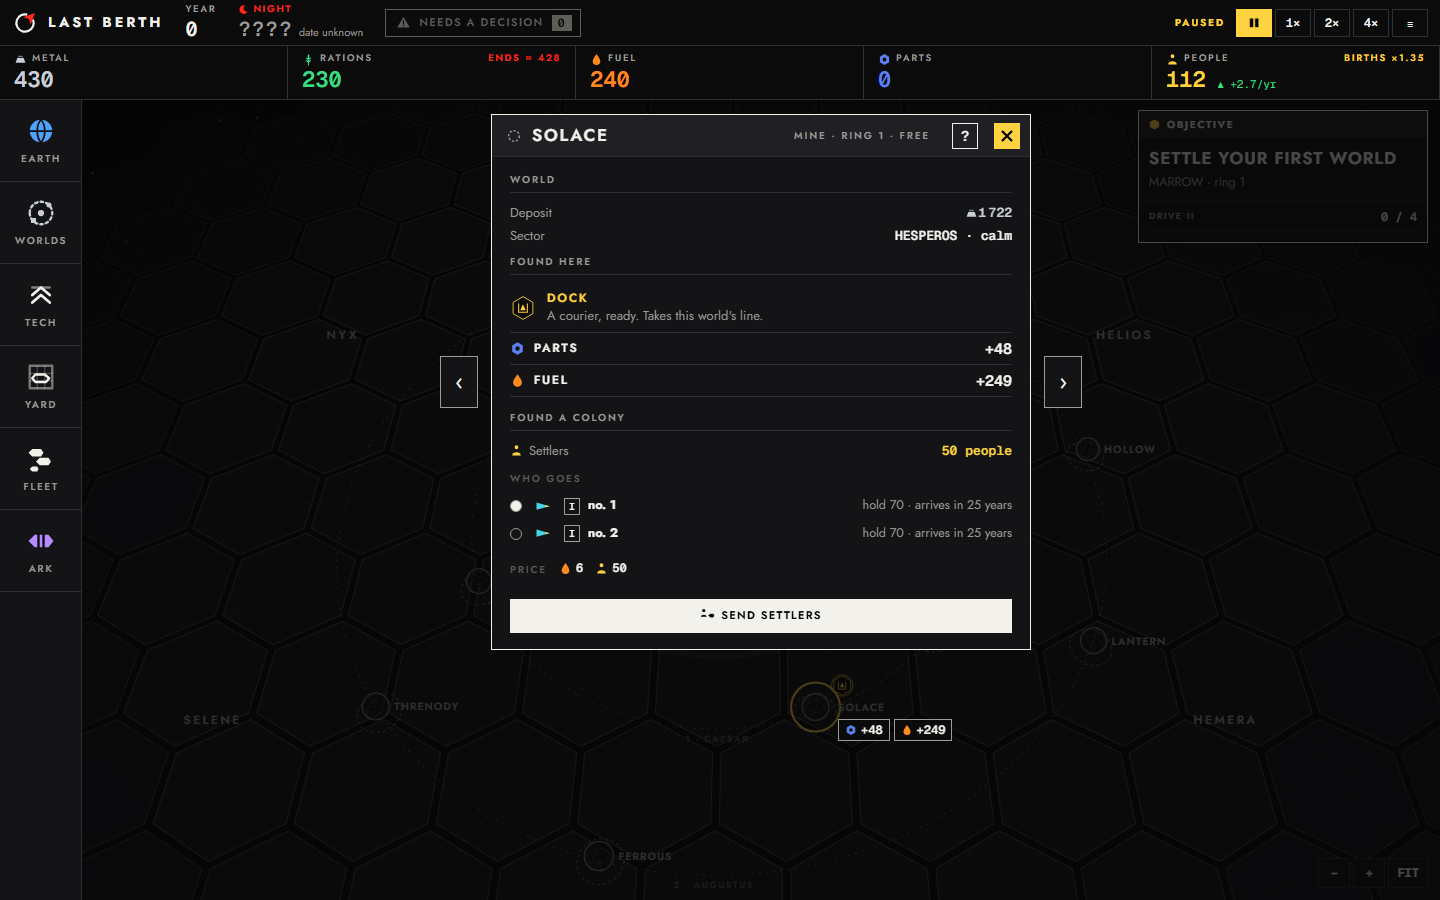 LAST BERTH
YEAR
0
NIGHT
???? date unknown
NEEDS A DECISION 0
PAUSED
1×
2×
4×
METAL
430
RATIONS
ENDS ≈ 428
230
FUEL
240
PARTS
0
PEOPLE
BIRTHS ×1.35
112 ▲ +2.7/yr
EARTH
WORLDS
TECH
YARD
FLEET
ARK
SOLACE
MINE · RING 1 · FREE
?
WORLD
Deposit 1 722
Sector HESPEROS · calm
FOUND HERE
DOCK
A courier, ready. Takes this world's line.
PARTS +48
FUEL +249
FOUND A COLONY
Settlers 50 people
WHO GOES
I no. 1 hold 70 · arrives in 25 years
I no. 2 hold 70 · arrives in 25 years
PRICE 6 50
SEND SETTLERS
OBJECTIVE
SETTLE YOUR FIRST WORLD
MARROW · ring 1
DRIVE II 0 / 4
NYX
HELIOS
HOLLOW
LANTERN
THRENODY
SELENE
SOLACE
+48 +249
HEMERA
1 · CAESAR
FERROUS
2 · AUGUSTUS
− + FIT